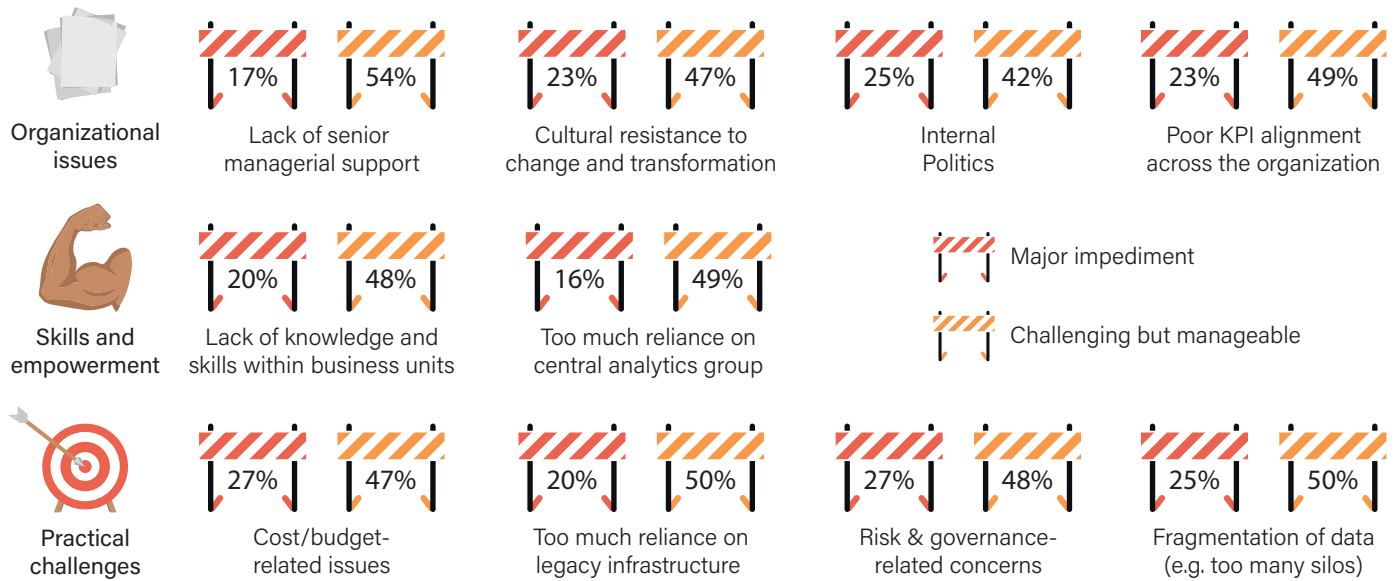 17% 54% 23% 47% 25% 42% 23% 49%
Organizational
issues
Lack of senior
managerial support
Cultural resistance to
change and transformation
Internal
Politics
Poor KPI alignment
across the organization
20% 48% 16% 49%
Skills and
empowerment
Lack of knowledge and
skills within business units
Too much reliance on
central analytics group
Major impediment
Challenging but manageable
27% 47% 20% 50% 27% 48% 25% 50%
Practical
challenges
Cost/budget-
related issues
Too much reliance on
legacy infrastructure
Risk & governance-
related concerns
Fragmentation of data
(e.g. too many silos)